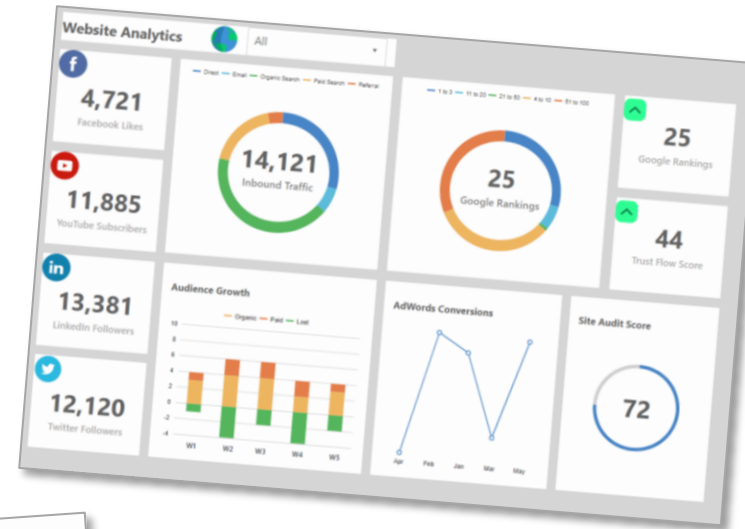 Website Analytics
All
4,721
Facebook Likes
11,885
YouTube Subscribers
13,381
LinkedIn Followers
12,120
Twitter Followers
Direct Email Organic Search Paid Search Referral
14,121
Inbound Traffic
1 to 3 11 to 20 21 to 50 4 to 10 51 to 100
25
Google Rankings
25
Google Rankings
44
Trust Flow Score
Audience Growth
Organic Paid Lost
10
8
6
4
2
0
-2
-4
W1 W2 W3 W4 W5
AdWords Conversions
Apr Feb Jan Mar May
Site Audit Score
72